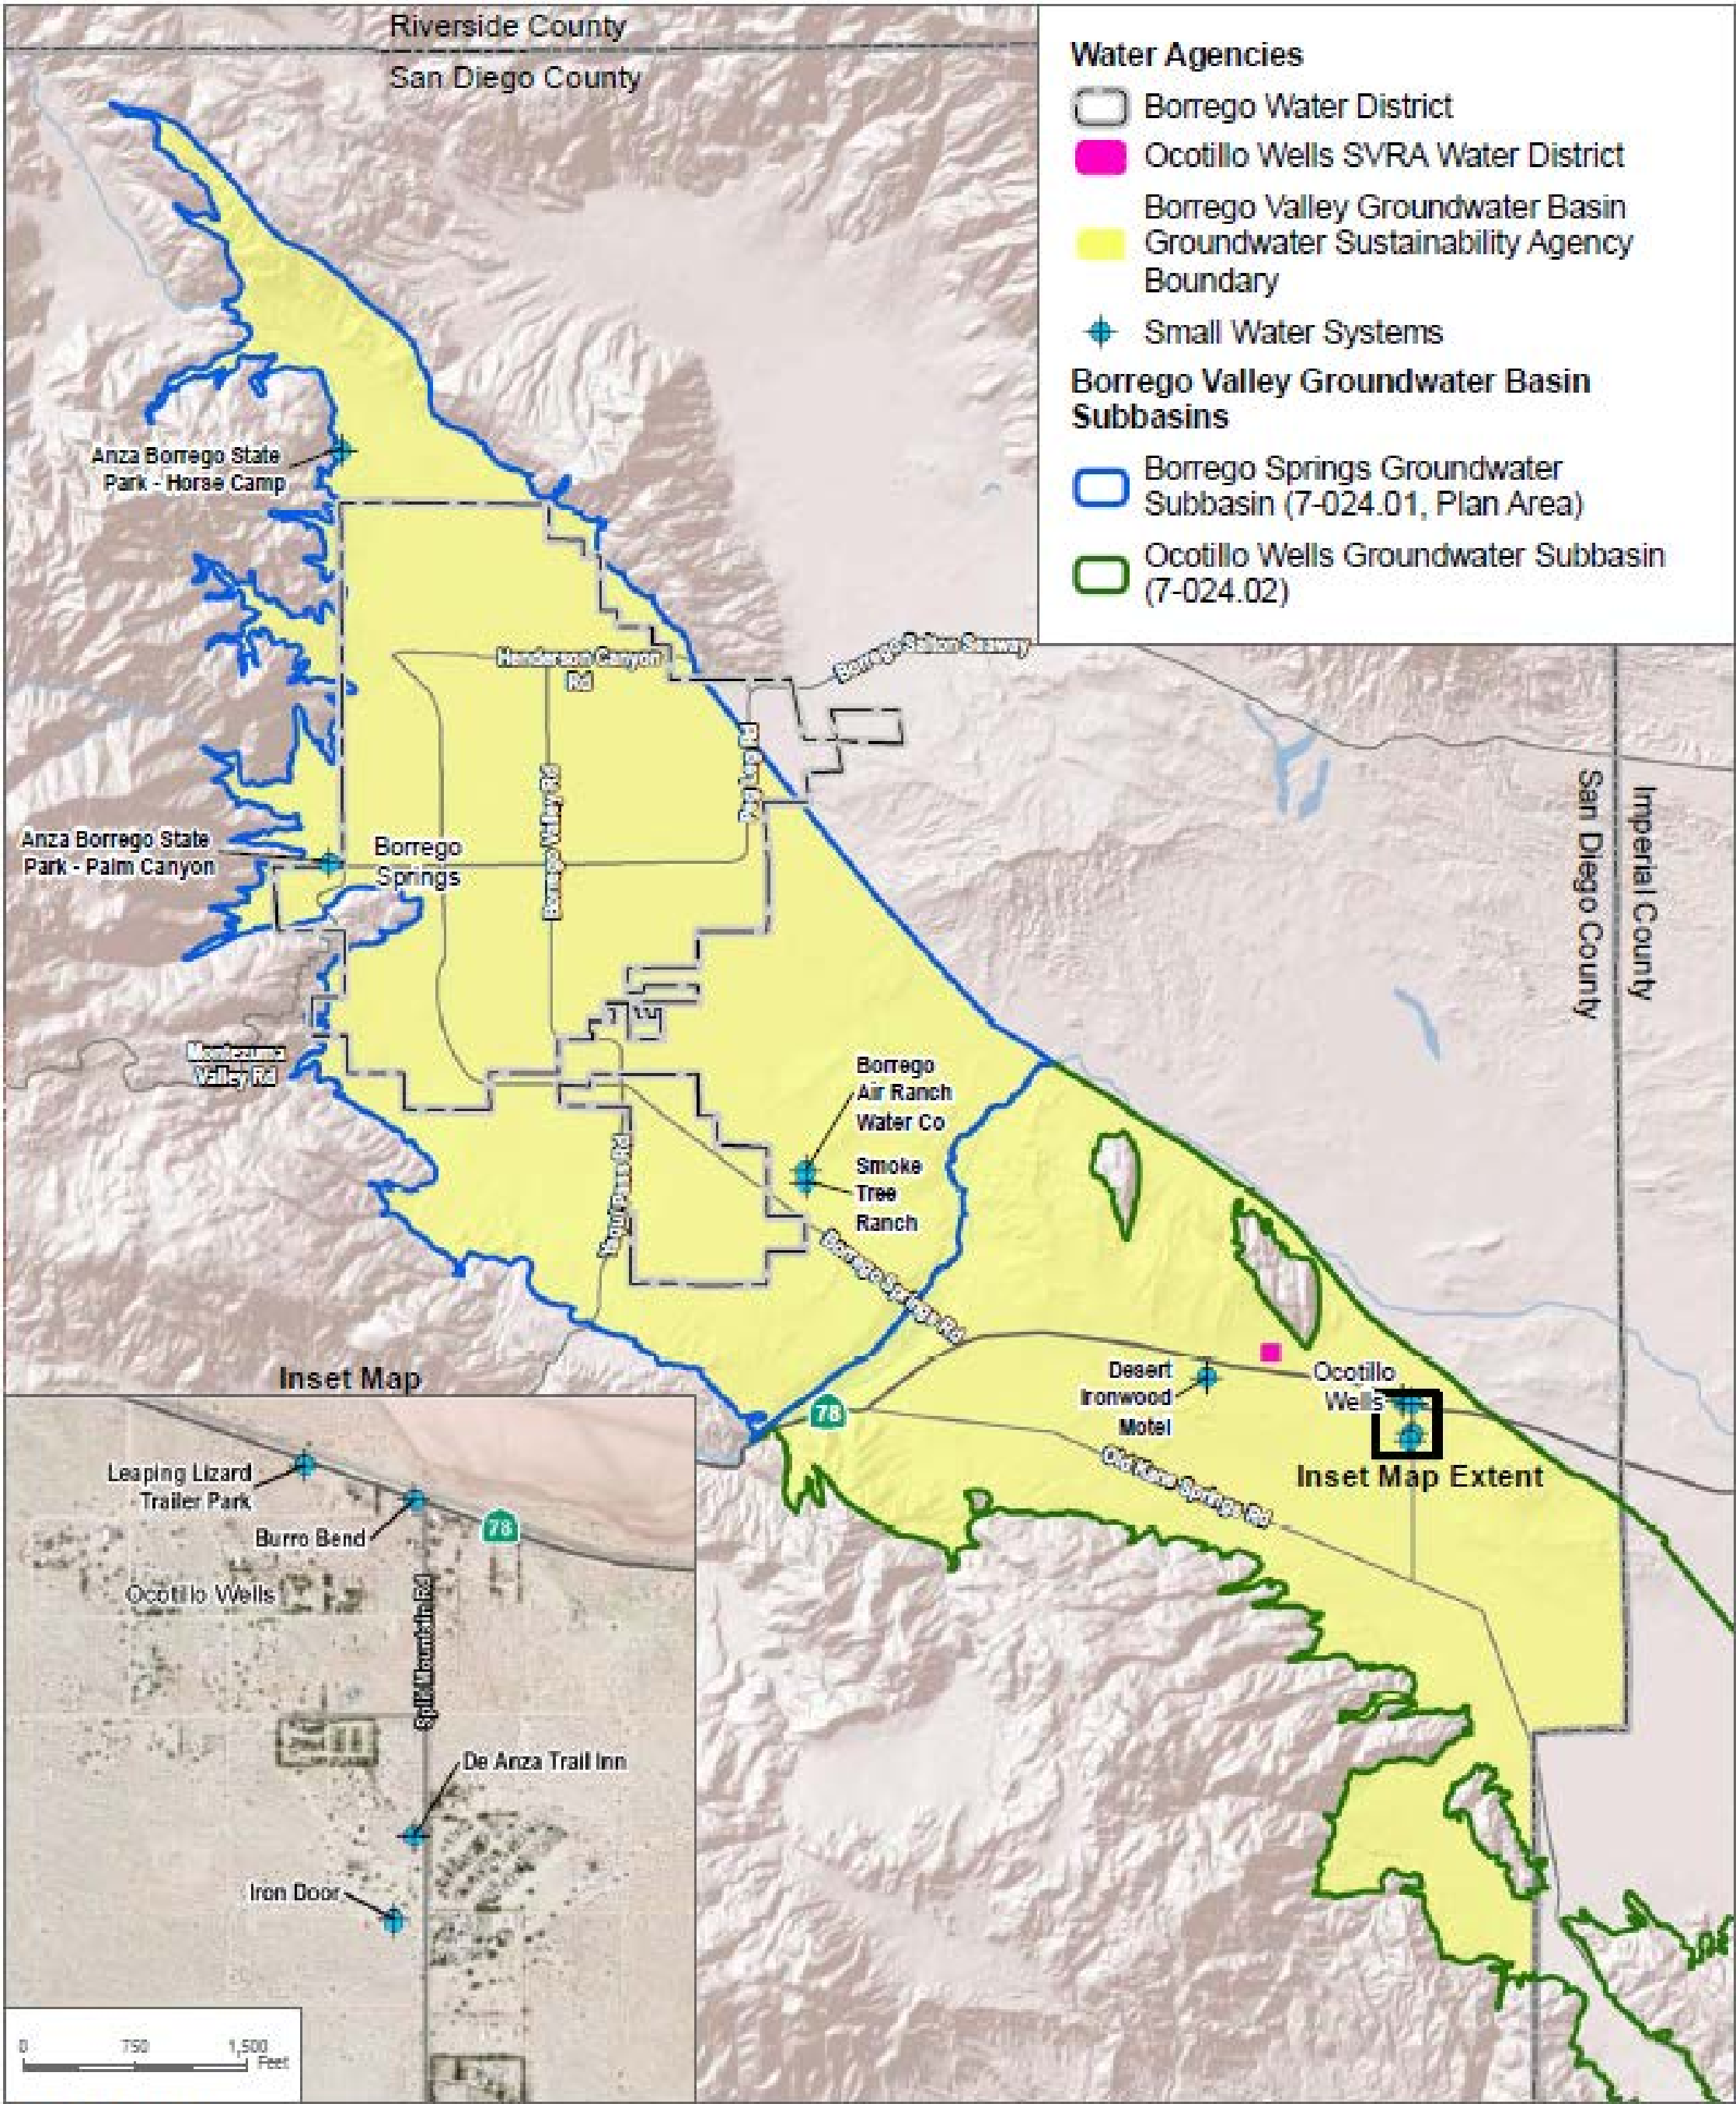 Riverside County
San Diego County
Water Agencies
Borrego Water District
Ocotillo Wells SVRA Water District
Borrego Valley Groundwater Basin
Groundwater Sustainability Agency
Boundary
Small Water Systems
Borrego Valley Groundwater Basin
Subbasins
Borrego Springs Groundwater
Subbasin (7-024.01, Plan Area)
Ocotillo Wells Groundwater Subbasin
(7-024.02)
Anza Borrego State
Park - Horse Camp
Henderson Canyon
Rd
Borrego Salton Seaway
Peg Leg Rd
Borrego Valley Rd
San Diego County
Imperial County
Anza Borrego State
Park - Palm Canyon
Borrego
Springs
Montezuma
Valley Rd
Borrego
Air Ranch
Water Co
Smoke
Tree
Ranch
Yaqui Pass Rd
Borrego Springs Rd
Desert
Ironwood
Motel
Ocotillo
Wells
78
Old Kane Springs Rd
Inset Map Extent
Inset Map
Leaping Lizard
Trailer Park
Burro Bend
78
Ocotillo Wells
Split Mountain Rd
De Anza Trail Inn
Iron Door
0 750 1,500
Feet